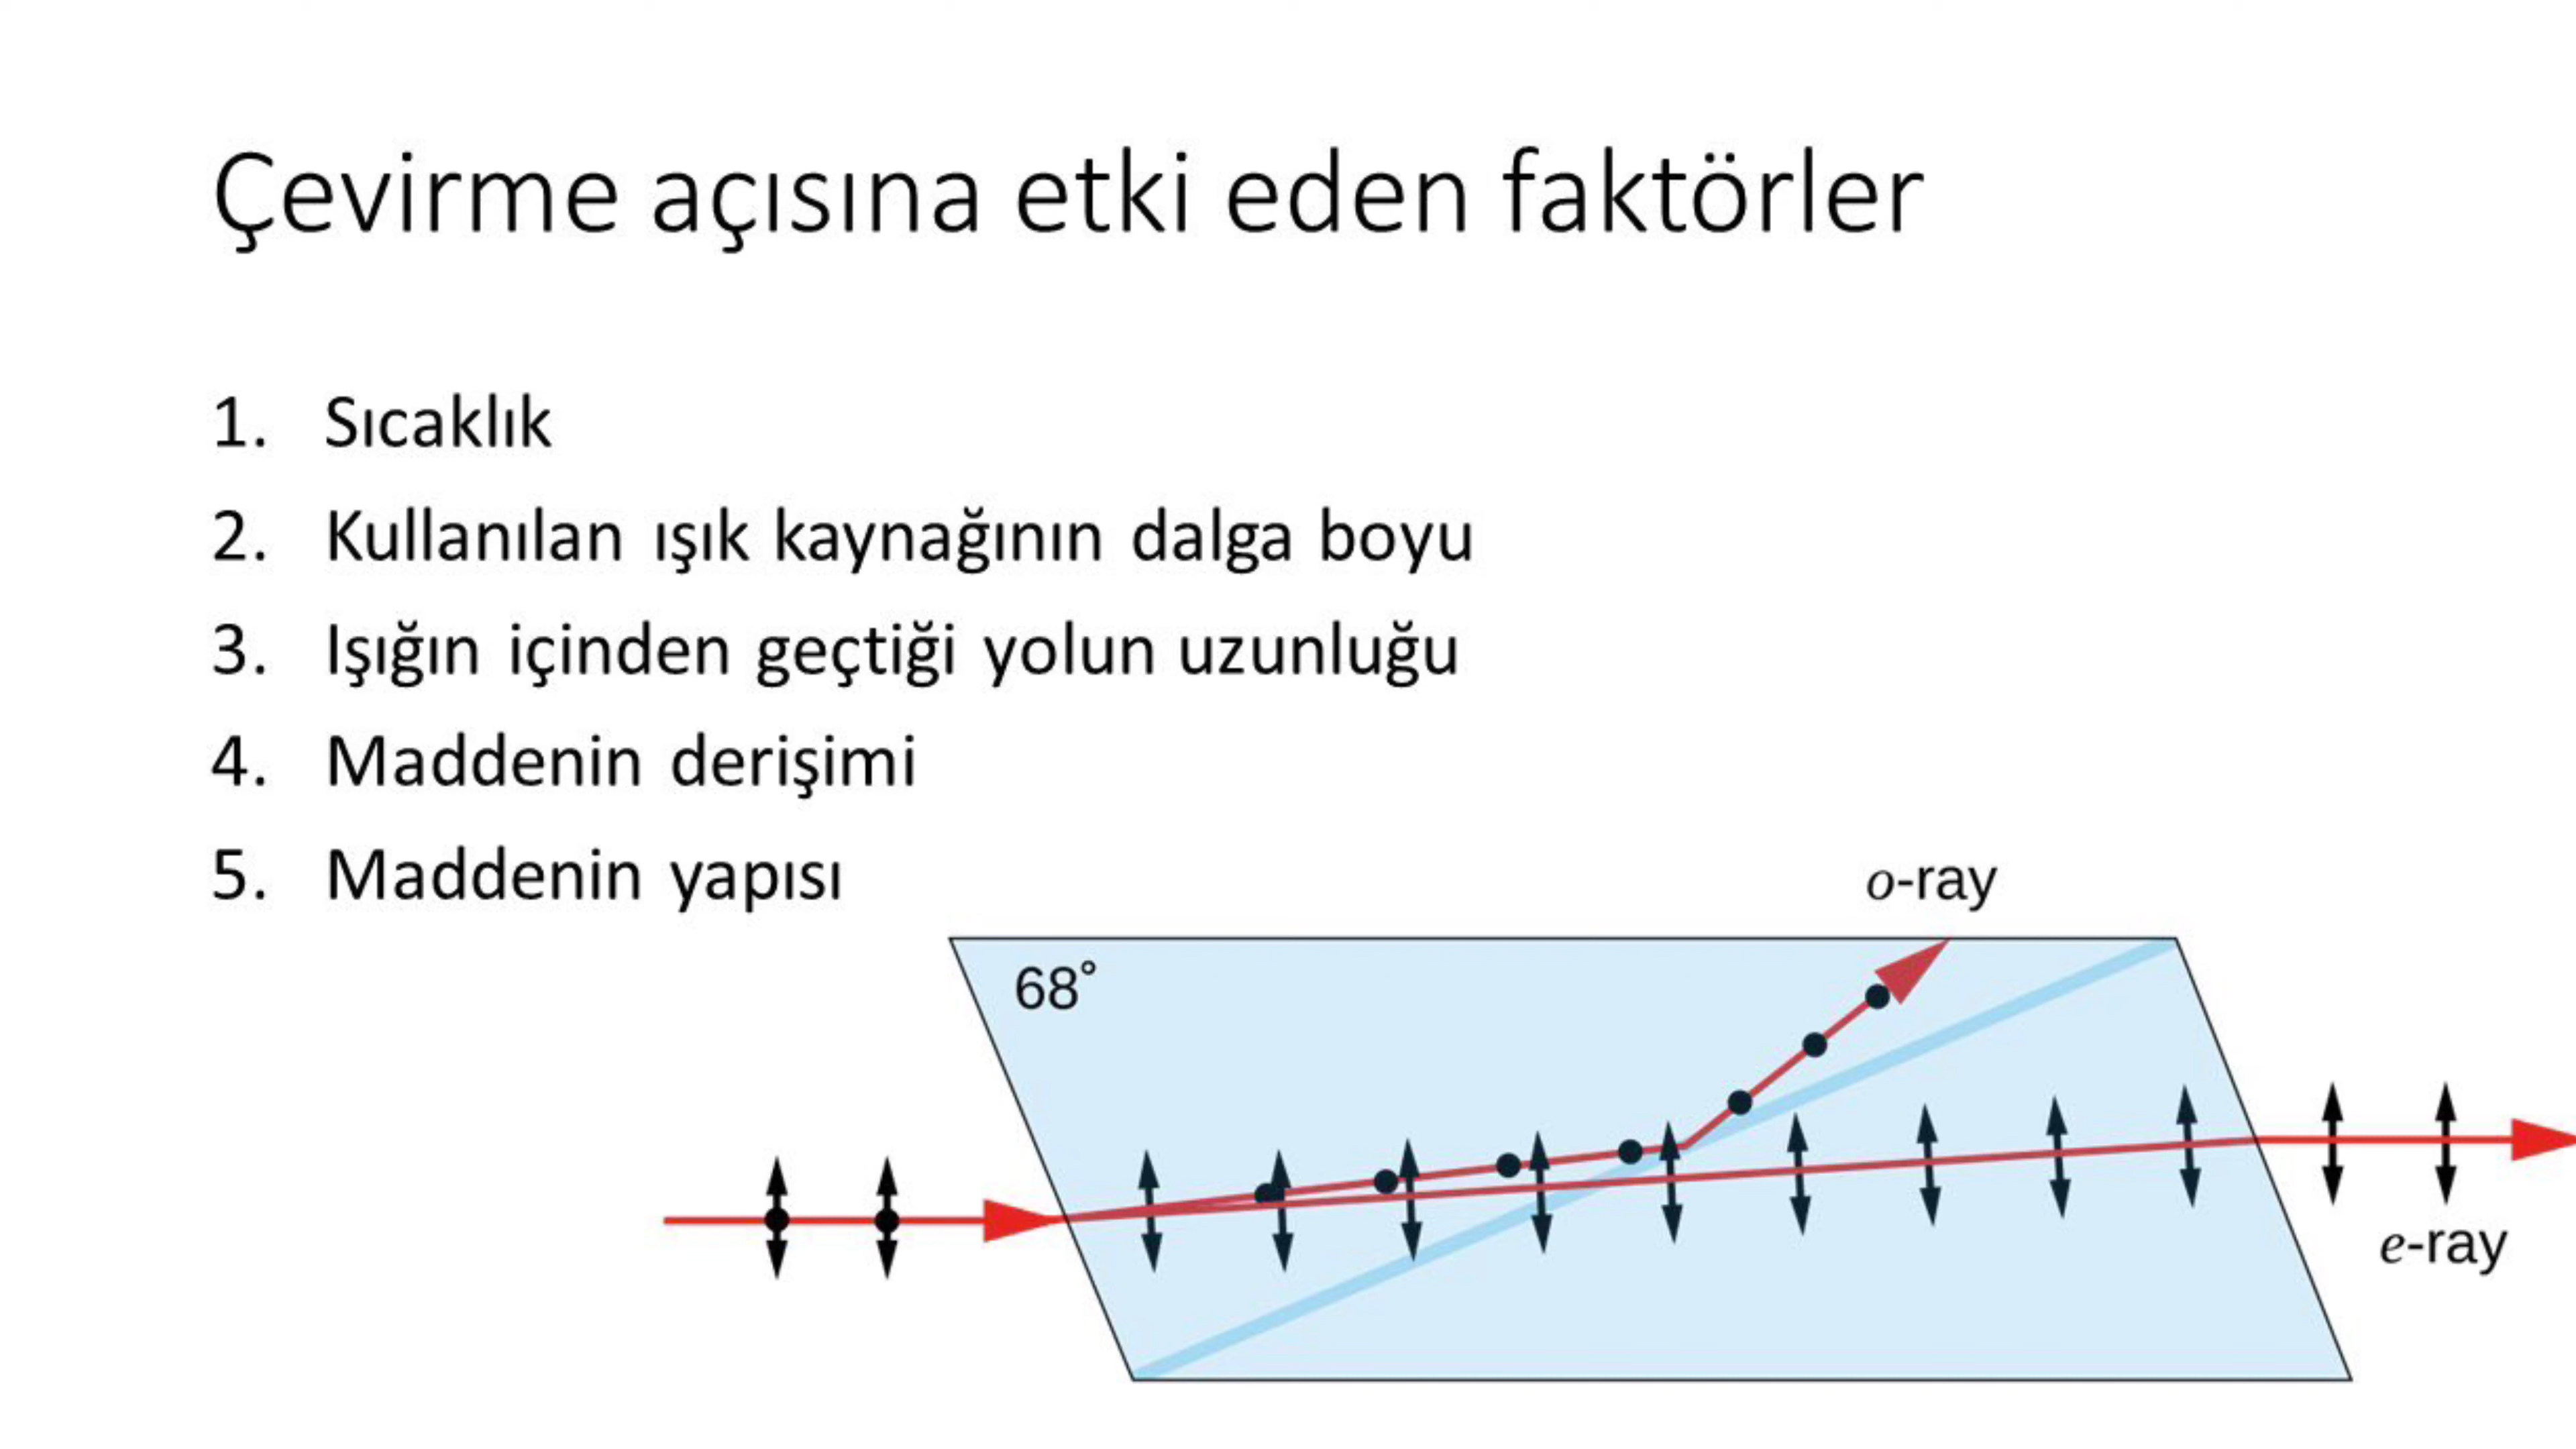 Çevirme açısına etki eden faktörler
1. Sıcaklık
2. Kullanılan ışık kaynağının dalga boyu
3. Işığın içinden geçtiği yolun uzunluğu
4. Maddenin derişimi
5. Maddenin yapısı
o-ray
68°
e-ray